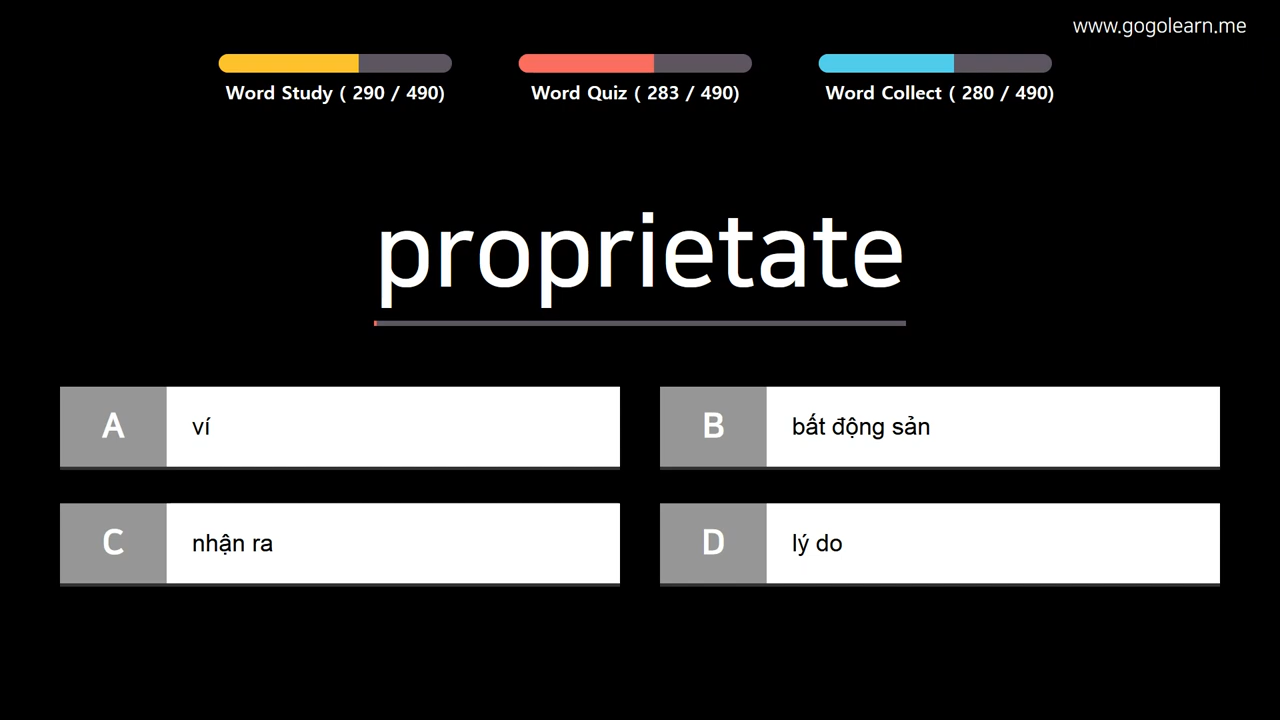 www.gogolearn.me
Word Study ( 290 / 490)
Word Quiz ( 283 / 490)
Word Collect ( 280 / 490)
proprietate
A
ví
B
bất động sản
C
nhận ra
D
lý do